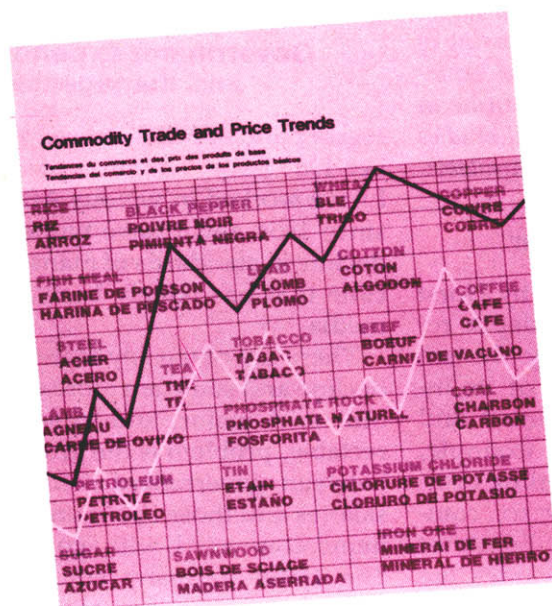 Commodity Trade and Price Trends
Tendances du commerce et des prix des produits de base
Tendencias del comercio y de los precios de los productos básicos
RICE
RIZ
ARROZ
BLACK PEPPER
POIVRE NOIR
PIMIENTA NEGRA
WHEAT
BLE
TRIGO
COPPER
CUIVRE
COBRE
FISH MEAL
FARINE DE POISSON
HARINA DE PESCADO
LEAD
PLOMB
PLOMO
COTTON
COTON
ALGODON
COFFEE
CAFE
CAFE
STEEL
ACIER
ACERO
TEA
THE
TE
TOBACCO
TABAC
TABACO
BEEF
BOEUF
CARNE DE VACUNO
LAMB
AGNEAU
CARNE DE OVINO
PHOSPHATE ROCK
PHOSPHATE NATUREL
FOSFORITA
COAL
CHARBON
CARBON
PETROLEUM
PETROLE
PETROLEO
TIN
ETAIN
ESTAÑO
POTASSIUM CHLORIDE
CHLORURE DE POTASSE
CLORURO DE POTASIO
SUGAR
SUCRE
AZUCAR
SAWNWOOD
BOIS DE SCIAGE
MADERA ASERRADA
IRON ORE
MINERAI DE FER
MINERAL DE HIERRO